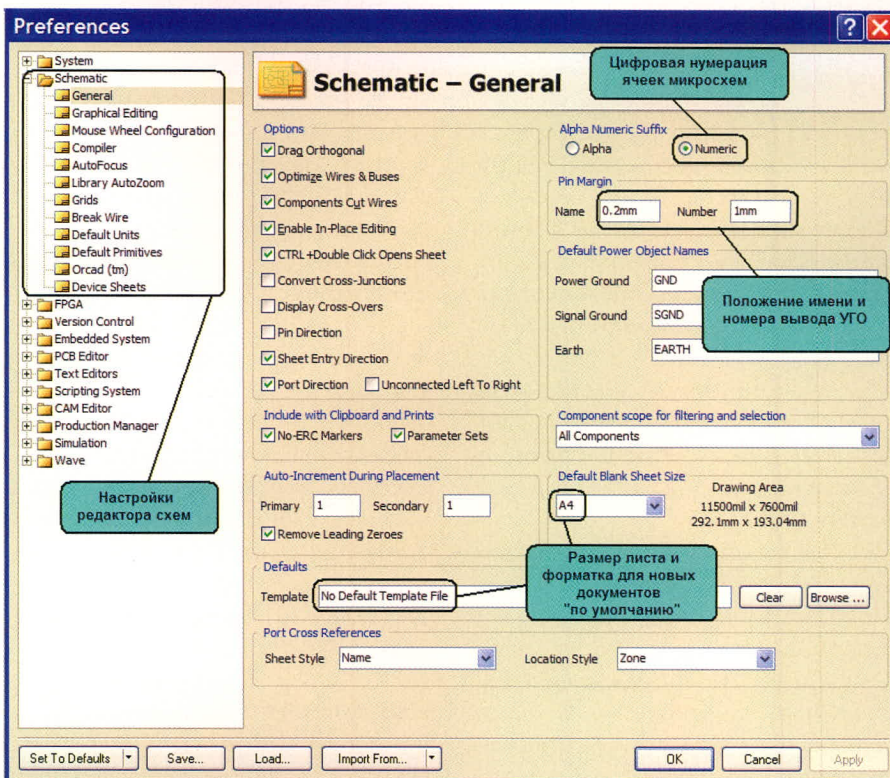 Preferences
System
Schematic
General
Graphical Editing
Mouse Wheel Configuration
Compiler
AutoFocus
Library AutoZoom
Grids
Break Wire
Default Units
Default Primitives
Orcad (tm)
Device Sheets
FPGA
Version Control
Embedded System
PCB Editor
Text Editors
Scripting System
CAM Editor
Production Manager
Simulation
Wave
Настройки
редактора схем
Schematic – General
Цифровая нумерация
ячеек микросхем
Options
Drag Orthogonal
Optimize Wires & Buses
Components Cut Wires
Enable In-Place Editing
CTRL+Double Click Opens Sheet
Convert Cross-Junctions
Display Cross-Overs
Pin Direction
Sheet Entry Direction
Port Direction Unconnected Left To Right
Alpha Numeric Suffix
Alpha Numeric
Pin Margin
Name 0.2mm Number 1mm
Default Power Object Names
Power Ground GND
Signal Ground SGND
Earth EARTH
Положение имени и
номера вывода УГО
Include with Clipboard and Prints
No-ERC Markers Parameter Sets
Component scope for filtering and selection
All Components
Auto-Increment During Placement
Primary 1 Secondary 1
Remove Leading Zeroes
Default Blank Sheet Size
A4
Drawing Area
11500mil x 7600mil
292.1mm x 193.04mm
Размер листа и
форматка для новых
документов
"по умолчанию"
Defaults
Template No Default Template File Clear Browse ...
Port Cross References
Sheet Style Name Location Style Zone
Set To Defaults Save... Load... Import From... OK Cancel Apply